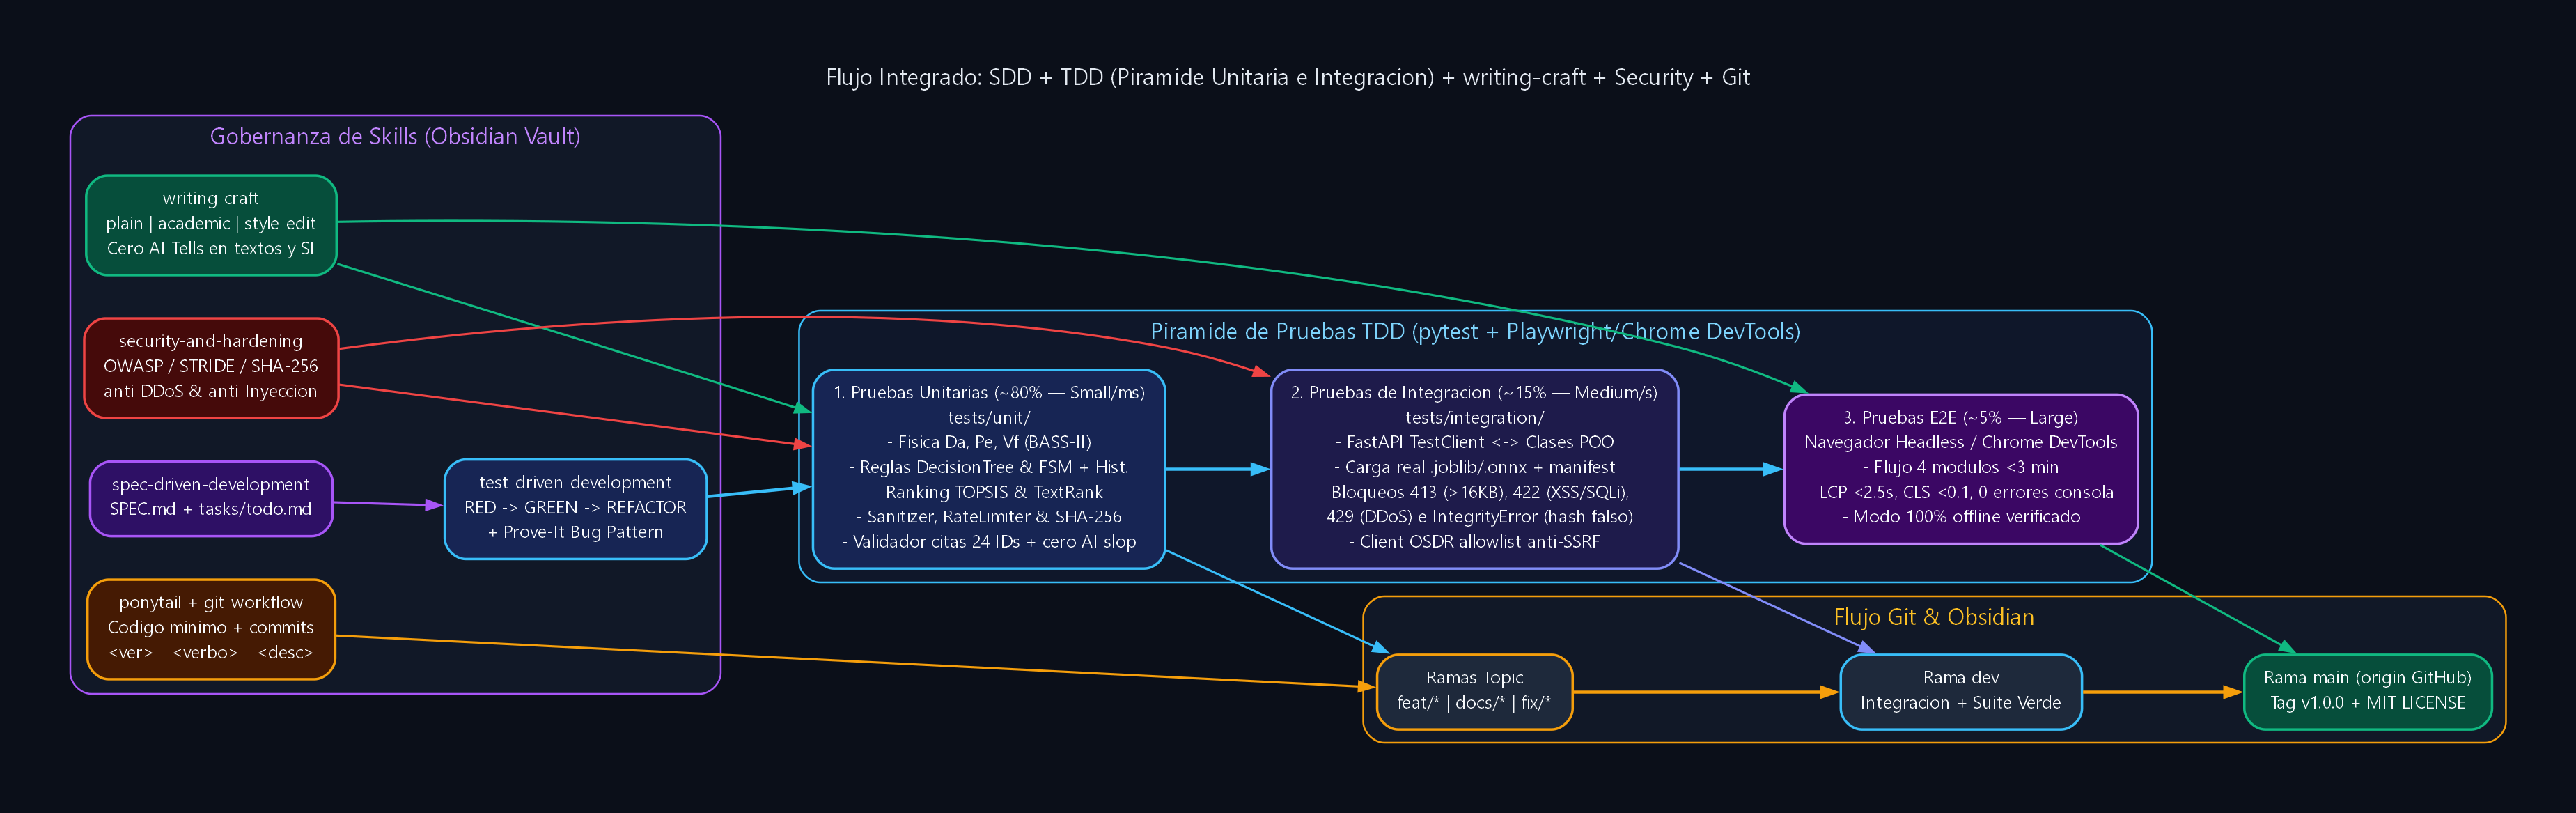 Flujo Integrado: SDD + TDD (Piramide Unitaria e Integracion) + writing-craft + Security + Git
Gobernanza de Skills (Obsidian Vault)
writing-craft
plain | academic | style-edit
Cero AI Tells en textos y SI
security-and-hardening
OWASP / STRIDE / SHA-256
anti-DDoS & anti-Inyeccion
spec-driven-development
SPEC.md + tasks/todo.md
test-driven-development
RED -> GREEN -> REFACTOR
+ Prove-It Bug Pattern
ponytail + git-workflow
Codigo minimo + commits
<ver> - <verbo> - <desc>
Piramide de Pruebas TDD (pytest + Playwright/Chrome DevTools)
1. Pruebas Unitarias (~80% — Small/ms)
tests/unit/
- Fisica Da, Pe, Vf (BASS-II)
- Reglas DecisionTree & FSM + Hist.
- Ranking TOPSIS & TextRank
- Sanitizer, RateLimiter & SHA-256
- Validador citas 24 IDs + cero AI slop
2. Pruebas de Integracion (~15% — Medium/s)
tests/integration/
- FastAPI TestClient <-> Clases POO
- Carga real .joblib/.onnx + manifest
- Bloqueos 413 (>16KB), 422 (XSS/SQLi),
429 (DDoS) e IntegrityError (hash falso)
- Client OSDR allowlist anti-SSRF
3. Pruebas E2E (~5% — Large)
Navegador Headless / Chrome DevTools
- Flujo 4 modulos <3 min
- LCP <2.5s, CLS <0.1, 0 errores consola
- Modo 100% offline verificado
Flujo Git & Obsidian
Ramas Topic
feat/* | docs/* | fix/*
Rama dev
Integracion + Suite Verde
Rama main (origin GitHub)
Tag v1.0.0 + MIT LICENSE